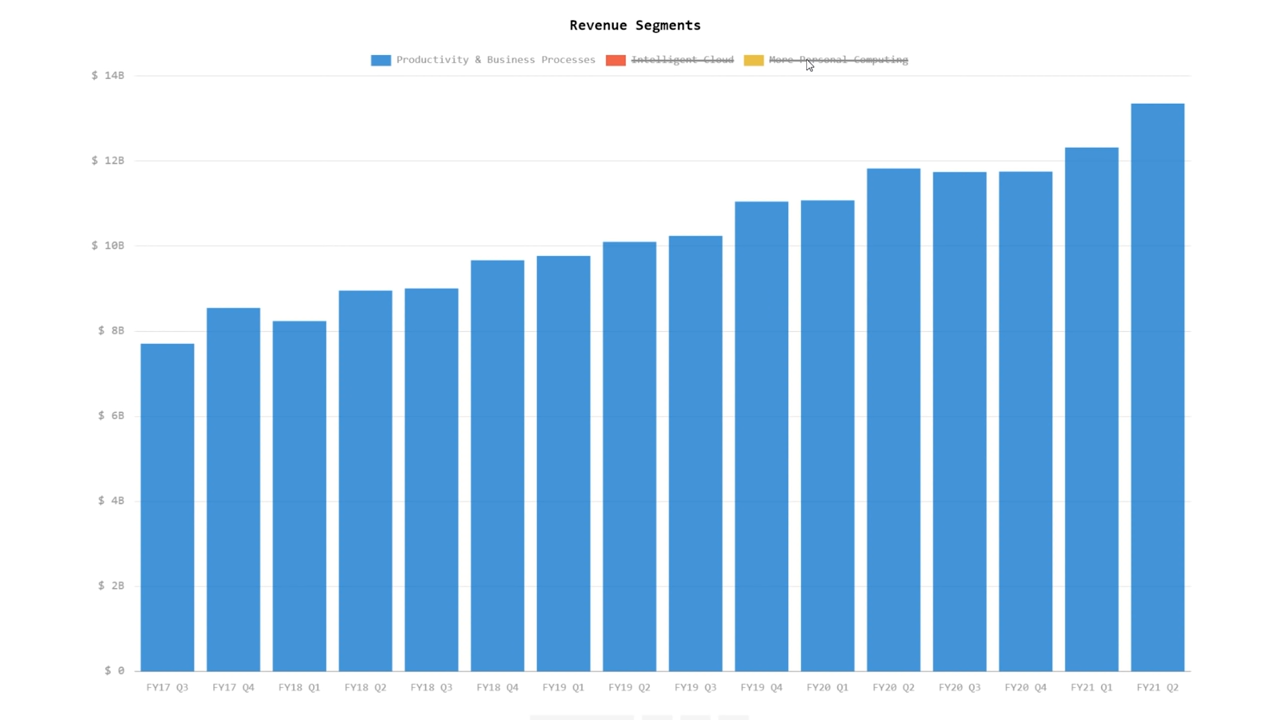 Revenue Segments
Productivity & Business Processes Intelligent Cloud More Personal Computing
$ 14B
$ 12B
$ 10B
$ 8B
$ 6B
$ 4B
$ 2B
$ 0
FY17 Q3 FY17 Q4 FY18 Q1 FY18 Q2 FY18 Q3 FY18 Q4 FY19 Q1 FY19 Q2 FY19 Q3 FY19 Q4 FY20 Q1 FY20 Q2 FY20 Q3 FY20 Q4 FY21 Q1 FY21 Q2